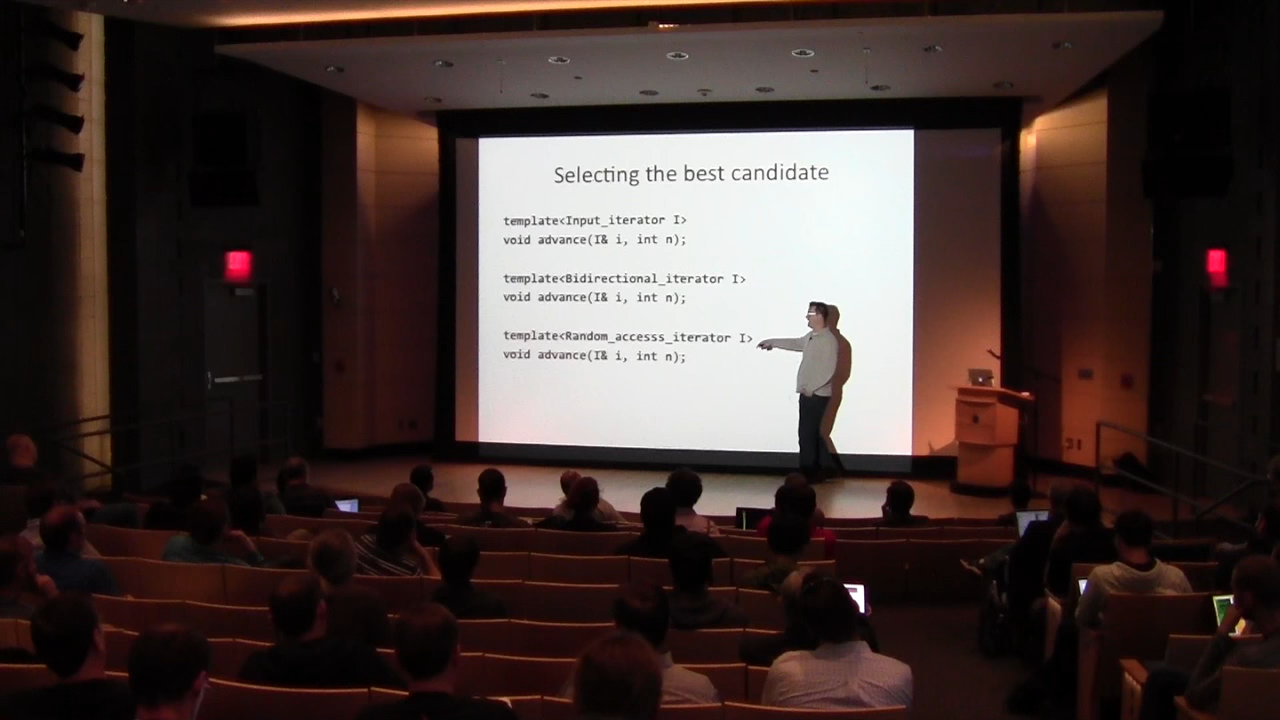 Selecting the best candidate
template<Input_iterator I>
void advance(I& i, int n);
template<Bidirectional_iterator I>
void advance(I& i, int n);
template<Random_accesss_iterator I>
void advance(I& i, int n);